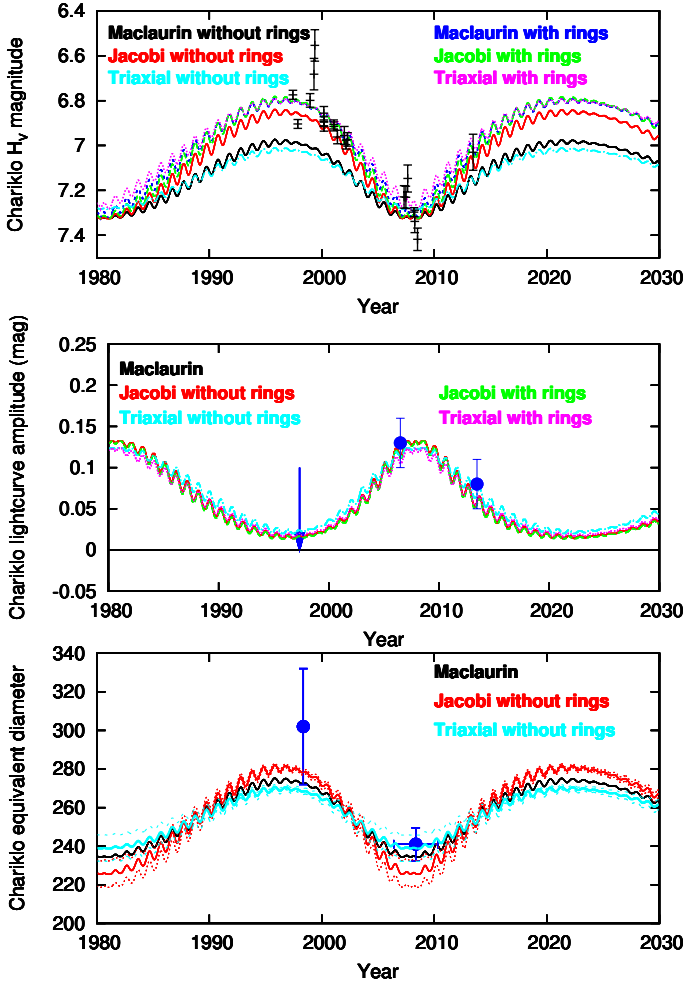 Chariklo HV magnitude
6.4
6.6
6.8
7
7.2
7.4
Maclaurin without rings
Jacobi without rings
Triaxial without rings
Maclaurin with rings
Jacobi with rings
Triaxial with rings
1980 1990 2000 2010 2020 2030
Year
Chariklo lightcurve amplitude (mag)
0.25
0.2
0.15
0.1
0.05
0
-0.05
Maclaurin
Jacobi without rings
Triaxial without rings
Jacobi with rings
Triaxial with rings
1980 1990 2000 2010 2020 2030
Year
Chariklo equivalent diameter
340
320
300
280
260
240
220
200
Maclaurin
Jacobi without rings
Triaxial without rings
1980 1990 2000 2010 2020 2030
Year